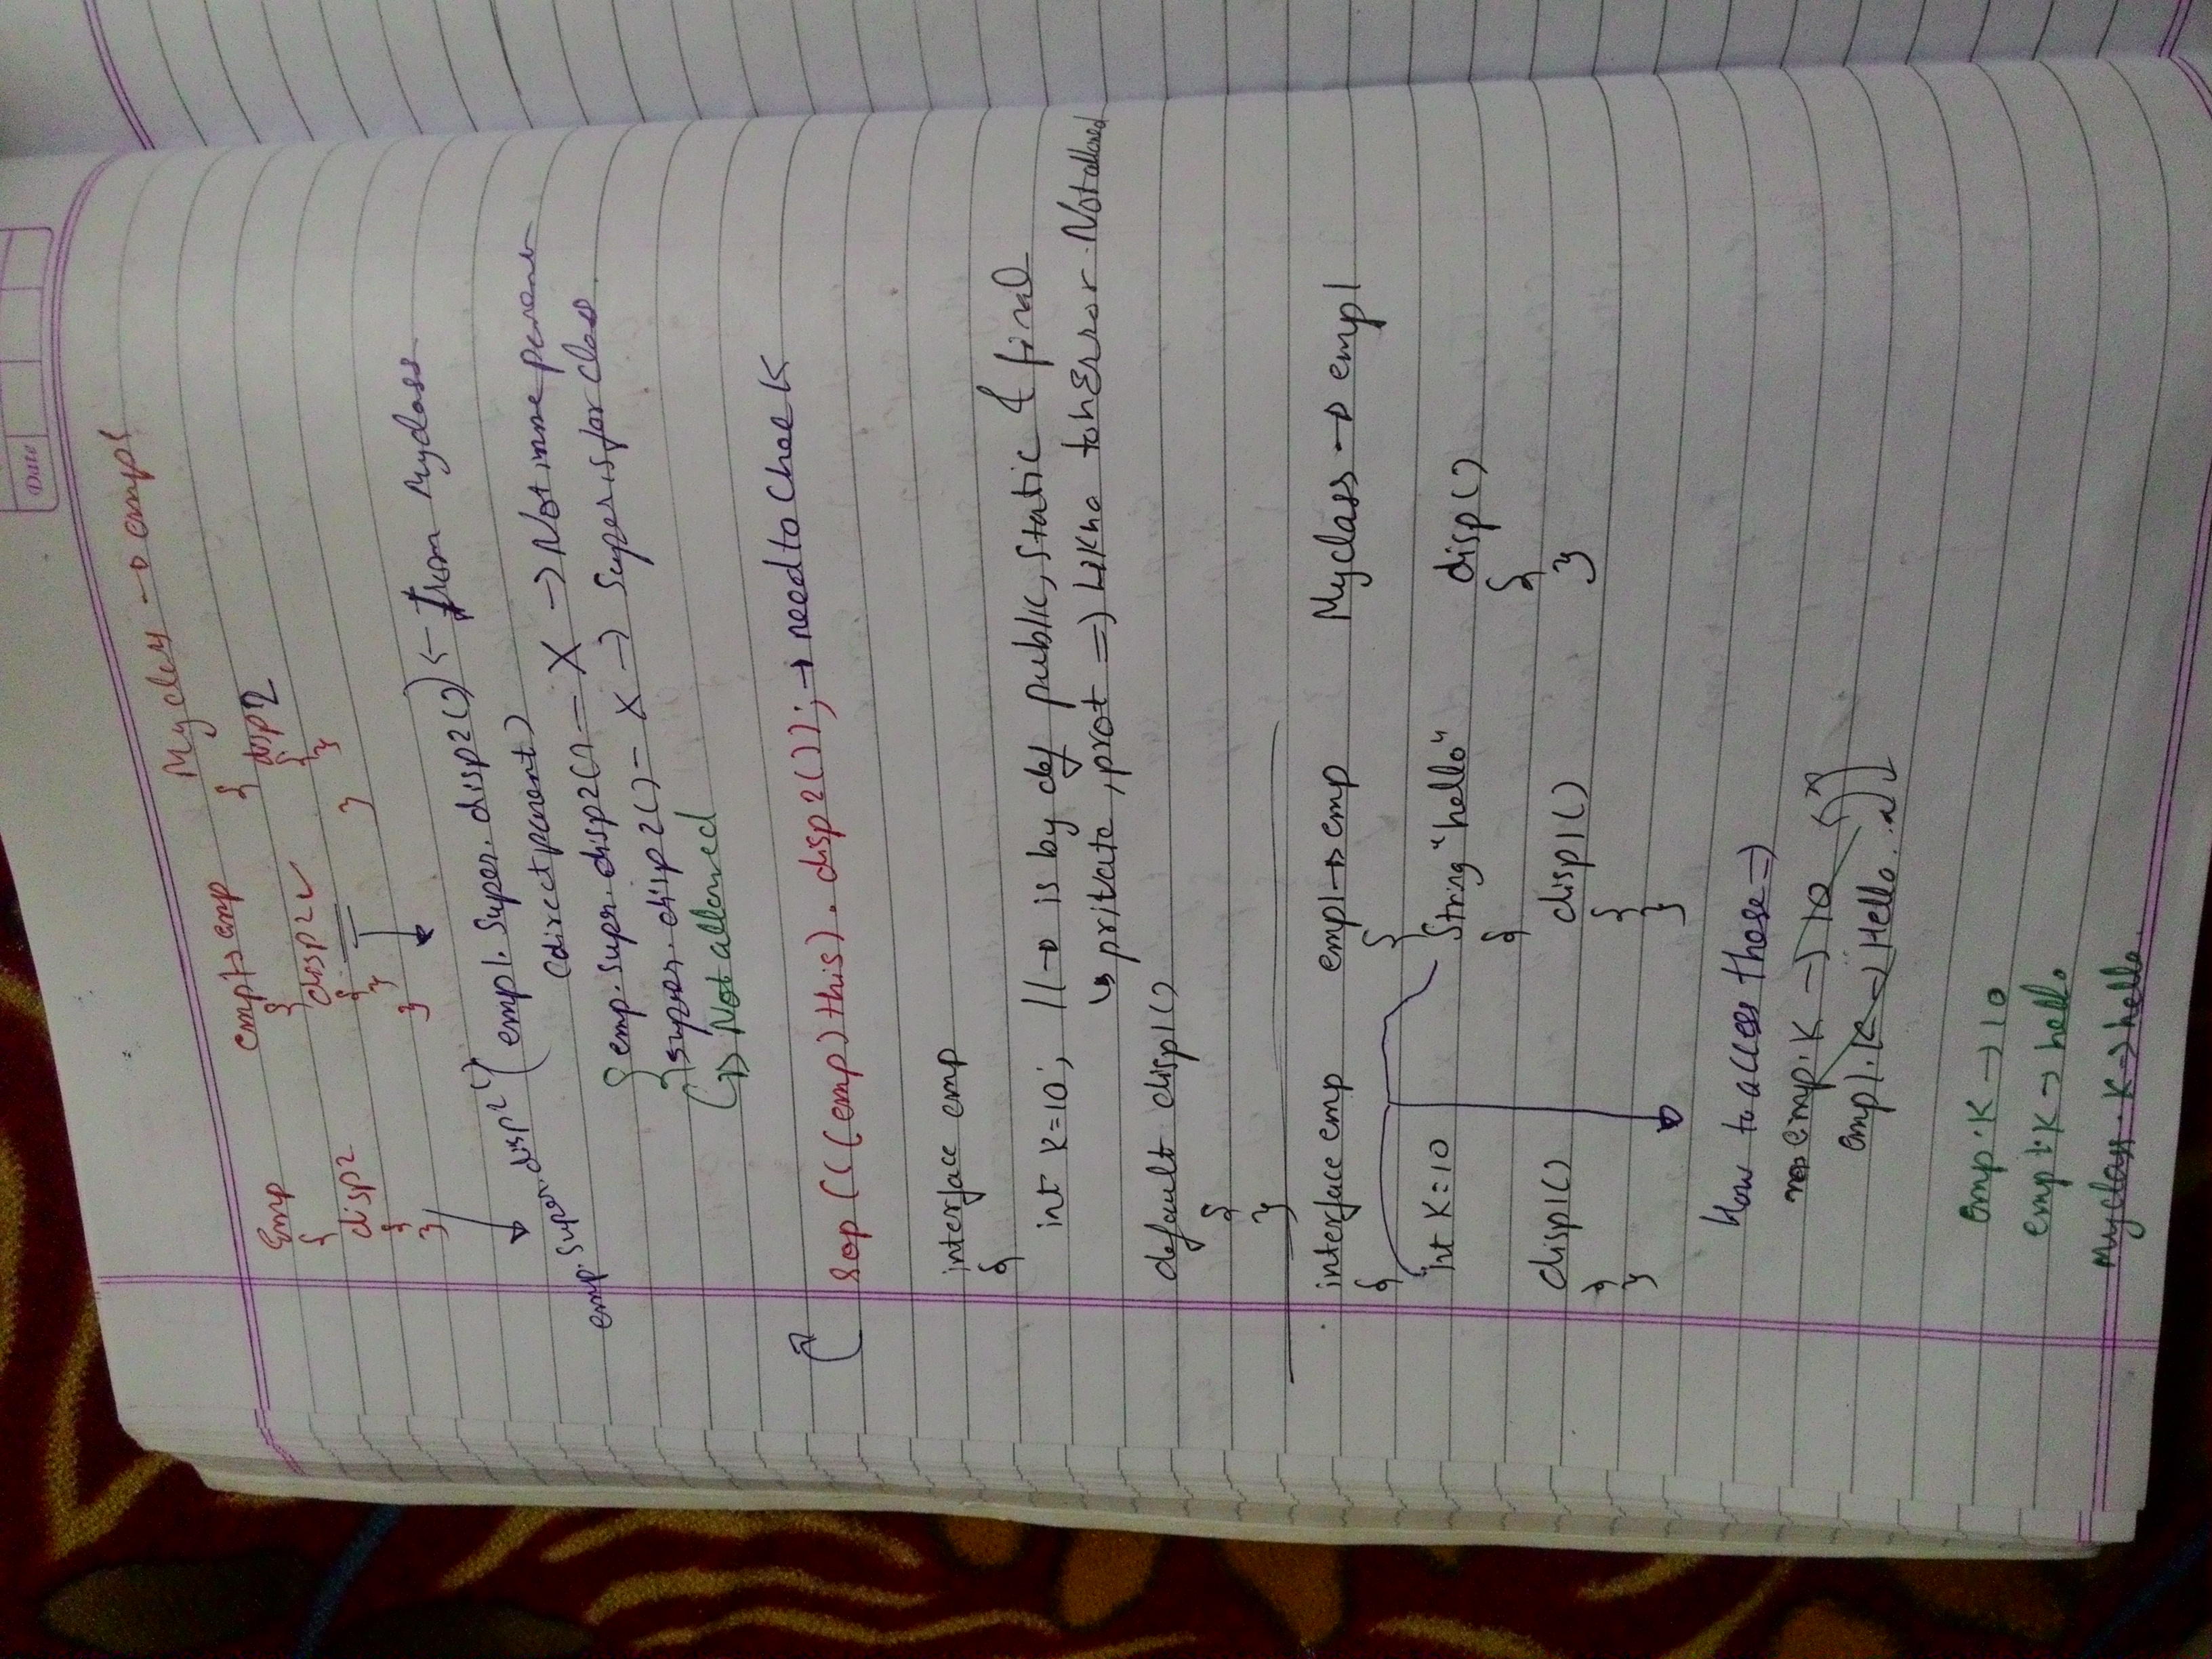 Date
Emp emp1→ emp Myclass → emp1
{ { {
disp2 disp2 ✓ disp2
{ { {
} } }
} }
emp.Super.disp2() (emp1.Super.disp2()) ← from Myclass
(direct parent)
{ emp.supr.disp2() – X → Not imme parent
super.disp2() – X → Super is for class.
↳ Not allowed
Sop(((emp)this).disp2()); → need to Check
interface emp
{
int K=10; //→ is by def public, static & final
↳ private, prot => Likha toh Error. Not allowed
default disp1()
{
}
interface emp emp1 → emp Myclass → emp1
{ {
int K=10 String "hello" disp()
{ {
disp1() disp1() }
} {
} }
How to access those =>
emp.K → 10
emp1.K → Hello.
emp.K → 10
emp1.K → hello
Myclass.K → hello.